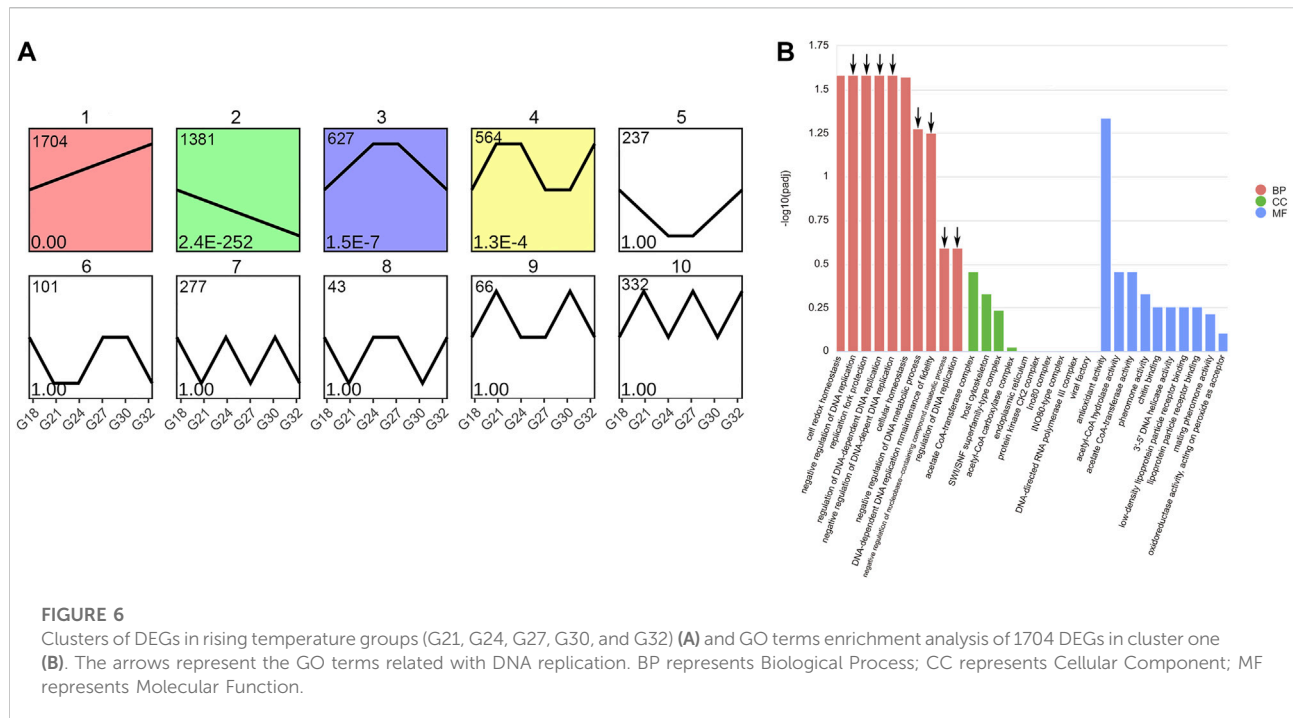 A
1
1704
0.00
2
1381
2.4E-252
3
627
1.5E-7
4
564
1.3E-4
5
237
1.00
6
101
1.00
7
277
1.00
8
43
1.00
9
66
1.00
10
332
1.00
G18 G21 G24 G27 G30 G32
G18 G21 G24 G27 G30 G32
G18 G21 G24 G27 G30 G32
G18 G21 G24 G27 G30 G32
G18 G21 G24 G27 G30 G32
B
-log10(padj)
1.75
1.5
1.25
1
0.75
0.5
0.25
0
cell redox homeostasis
negative regulation of DNA replication
replication fork protection
regulation of DNA-dependent DNA replication
negative regulation of DNA-dependent DNA replication
cellular homeostasis
negative regulation of DNA metabolic process
DNA-dependent DNA replication mmaintenance of fidelity
negative regulation of nucleobase-containing compound metabolic process
regulation of DNA replication
acetate CoA-transferase complex
host cytoskeleton
SWI/SNF superfamily-type complex
acetyl-CoA carboxylase complex
endoplasmic reticulum
protein kinase CK2 complex
Ino80 complex
INO80-type complex
DNA-directed RNA polymerase III complex
viral factory
antioxidant activity
acetyl-CoA hydrolase activity
acetate CoA-transferase activity
pheromone activity
chitin binding
3'-5' DNA helicase activity
low-density lipoprotein particle receptor binding
lipoprotein particle receptor binding
mating pheromone activity
oxidoreductase activity, acting on peroxide as acceptor
BP
CC
MF
FIGURE 6
Clusters of DEGs in rising temperature groups (G21, G24, G27, G30, and G32) (A) and GO terms enrichment analysis of 1704 DEGs in cluster one
(B). The arrows represent the GO terms related with DNA replication. BP represents Biological Process; CC represents Cellular Component; MF
represents Molecular Function.